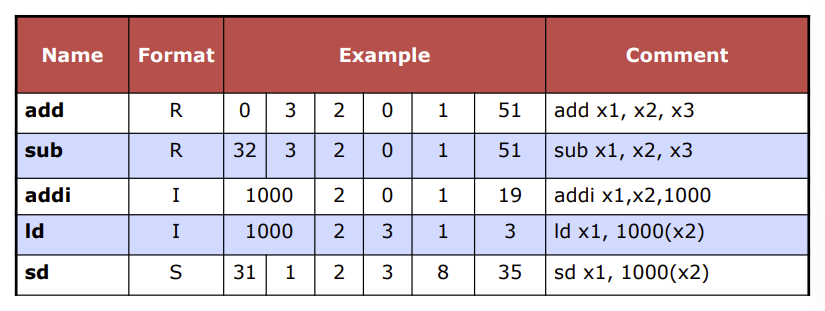 Name Format Example Comment
add R 0 3 2 0 1 51 add x1, x2, x3
sub R 32 3 2 0 1 51 sub x1, x2, x3
addi I 1000 2 0 1 19 addi x1,x2,1000
ld I 1000 2 3 1 3 ld x1, 1000(x2)
sd S 31 1 2 3 8 35 sd x1, 1000(x2)